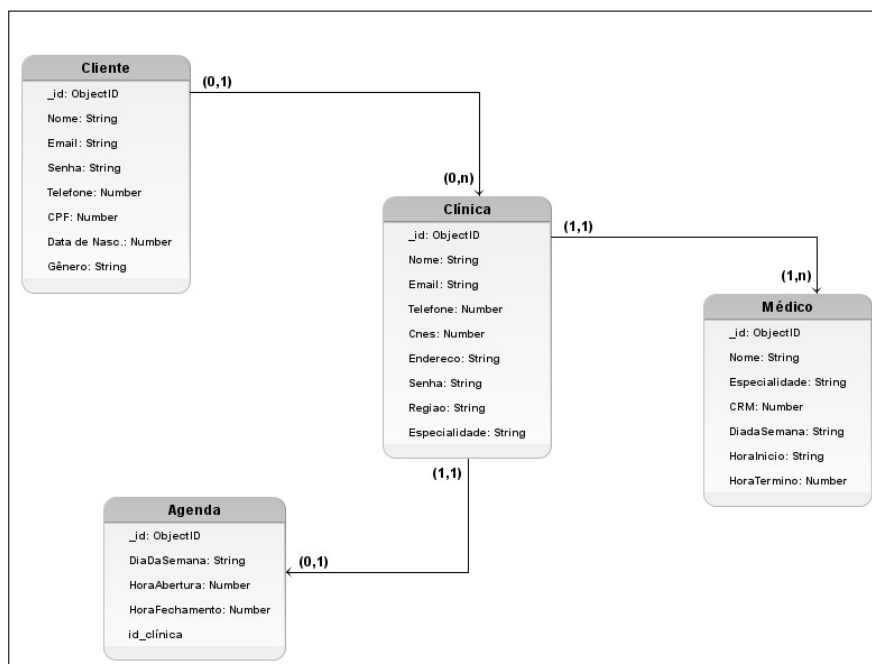 Cliente
_id: ObjectID
Nome: String
Email: String
Senha: String
Telefone: Number
CPF: Number
Data de Nasc.: Number
Gênero: String
(0,1)
(0,n)
Clínica
_id: ObjectID
Nome: String
Email: String
Telefone: Number
Cnes: Number
Endereco: String
Senha: String
Regiao: String
Especialidade: String
(1,1)
(1,n)
Médico
_id: ObjectID
Nome: String
Especialidade: String
CRM: Number
DiadaSemana: String
HoraInicio: String
HoraTermino: Number
(1,1)
(0,1)
Agenda
_id: ObjectID
DiaDaSemana: String
HoraAbertura: Number
HoraFechamento: Number
id_clínica